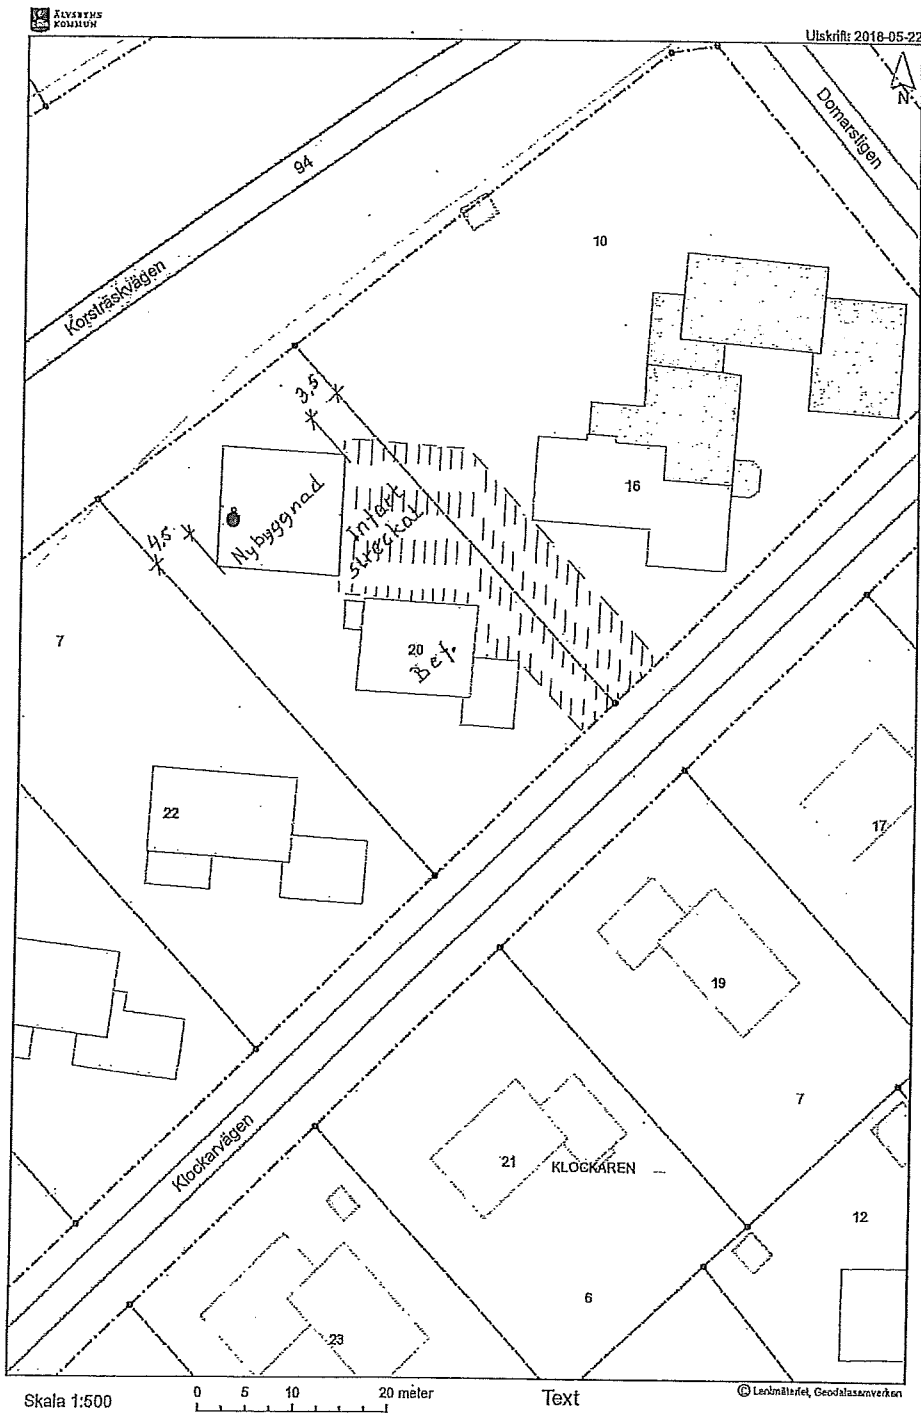 ÄLVSBYNS
KOMMUN
Utskrift: 2018-05-22
N
Domarstigen
94
Korsträskvägen
10
3,5
16
4,5
Nybyggnad
Infart
streckat
7
20
Bef.
22
17
19
7
Klockarvägen
21
KLOCKAREN
12
6
23
Skala 1:500
0 5 10 20 meter
Text
© Lantmäteriet, Geodatasamverkan